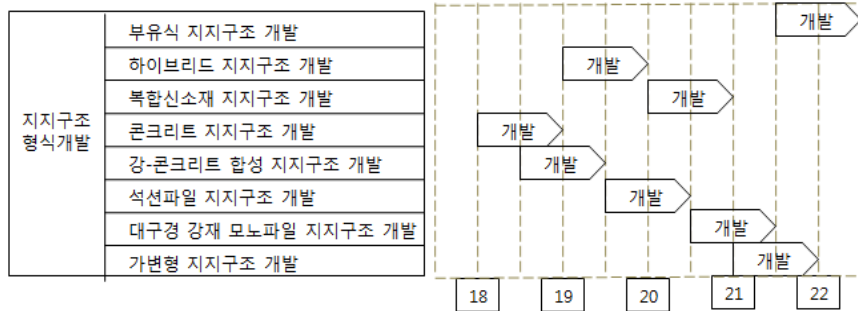 지지구조
형식개발
부유식 지지구조 개발
개발
하이브리드 지지구조 개발
개발
복합신소재 지지구조 개발
개발
콘크리트 지지구조 개발
개발
강-콘크리트 합성 지지구조 개발
개발
석션파일 지지구조 개발
개발
대구경 강재 모노파일 지지구조 개발
개발
가변형 지지구조 개발
개발
18 19 20 21 22